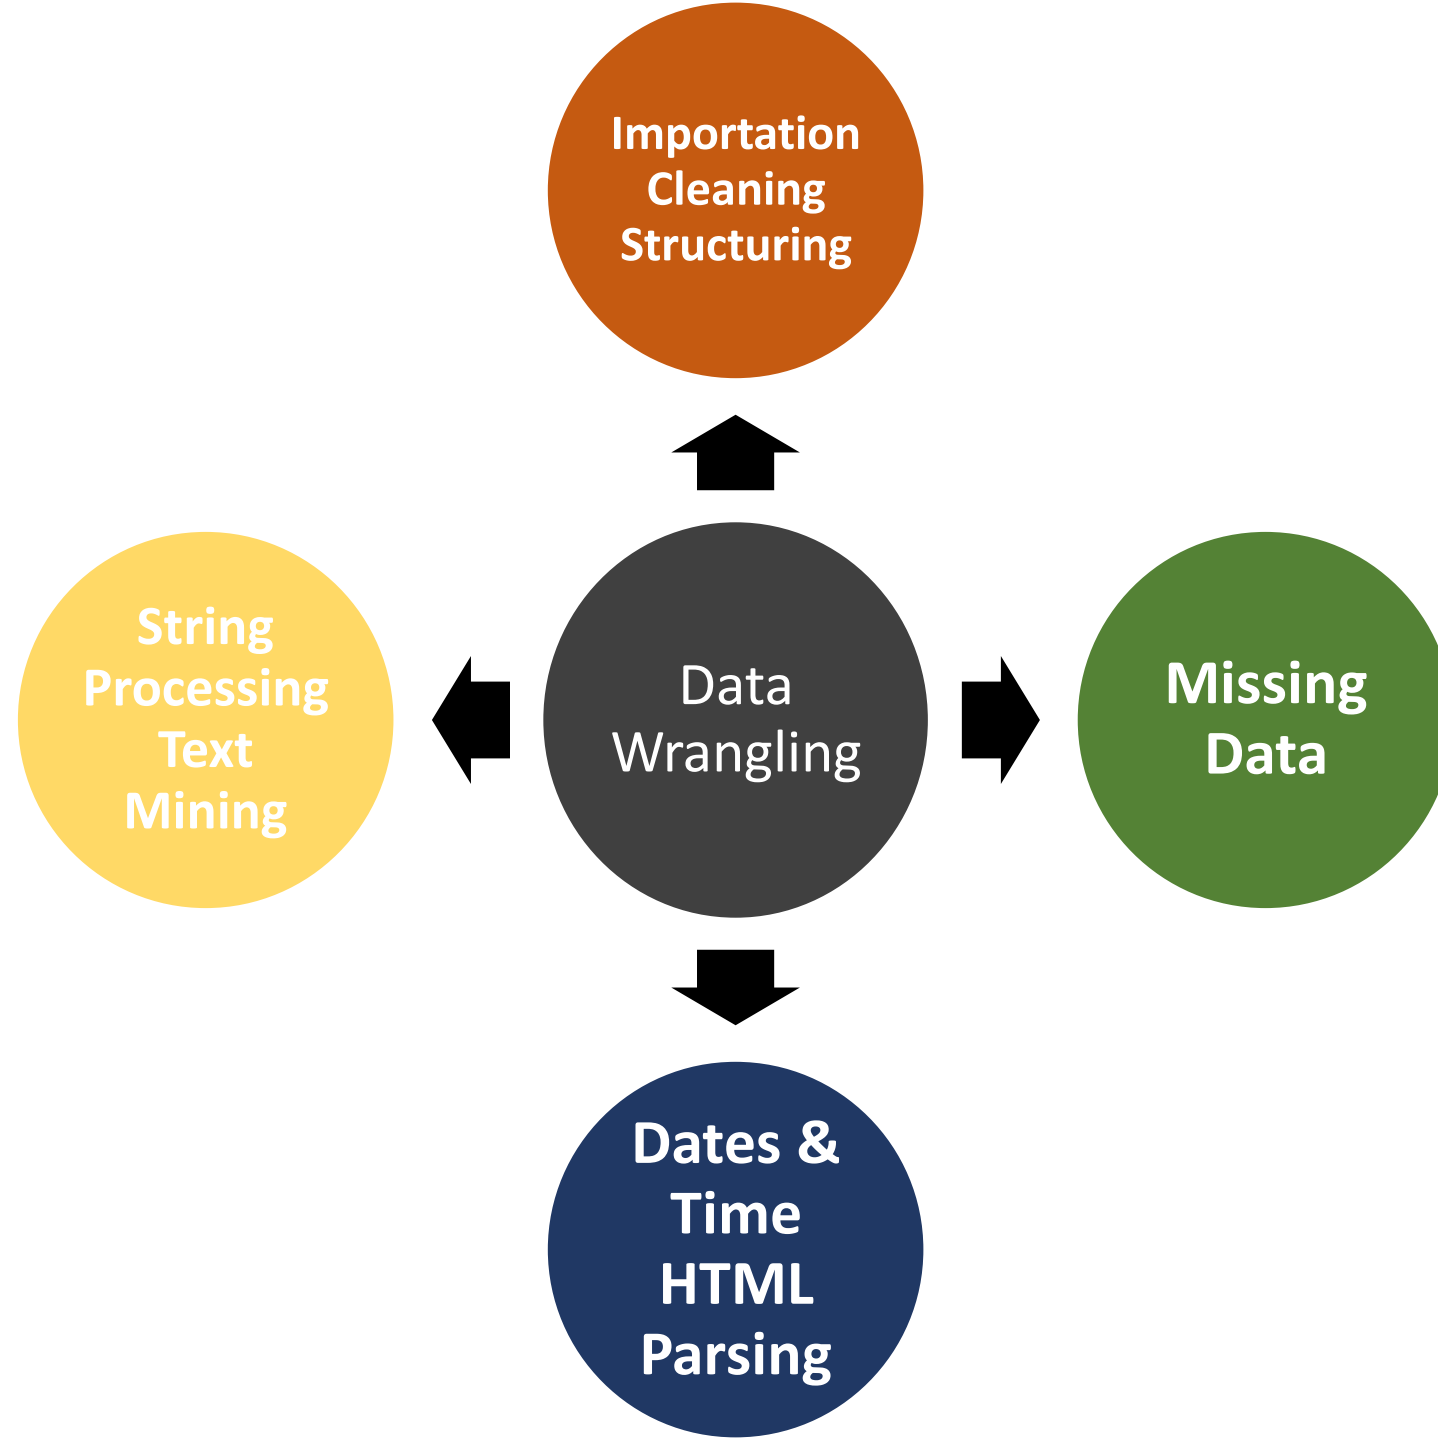 Importation
Cleaning
Structuring
String
Processing
Text
Mining
Data
Wrangling
Missing
Data
Dates &
Time
HTML
Parsing